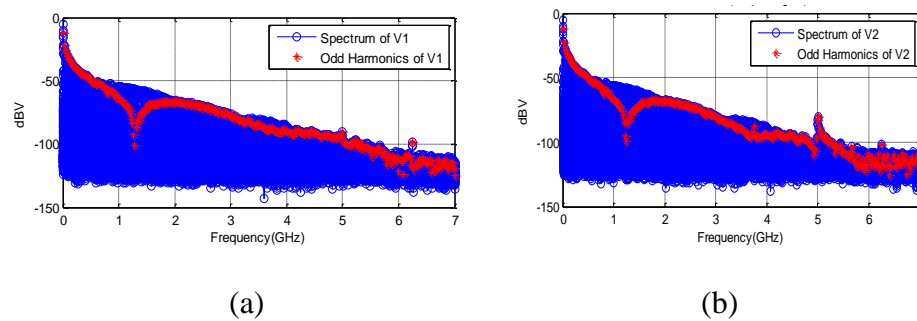 Spectrum of V1
Odd Harmonics of V1
0
-50
-100
-150
dBV
0 1 2 3 4 5 6 7
Frequency(GHz)
(a)
Spectrum of V2
Odd Harmonics of V2
0
-50
-100
-150
dBV
0 1 2 3 4 5 6
Frequency(GHz)
(b)